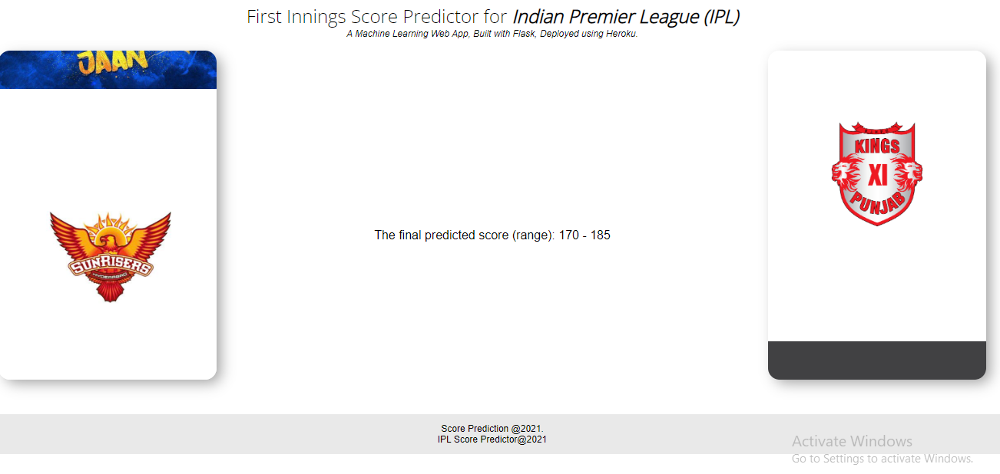 First Innings Score Predictor for Indian Premier League (IPL)
A Machine Learning Web App, Built with Flask, Deployed using Heroku.
JAAN
SUNRISERS
HYDERABAD
The final predicted score (range): 170 - 185
KINGS
XI
PUNJAB
Score Prediction @2021.
IPL Score Predictor@2021
Activate Windows
Go to Settings to activate Windows.